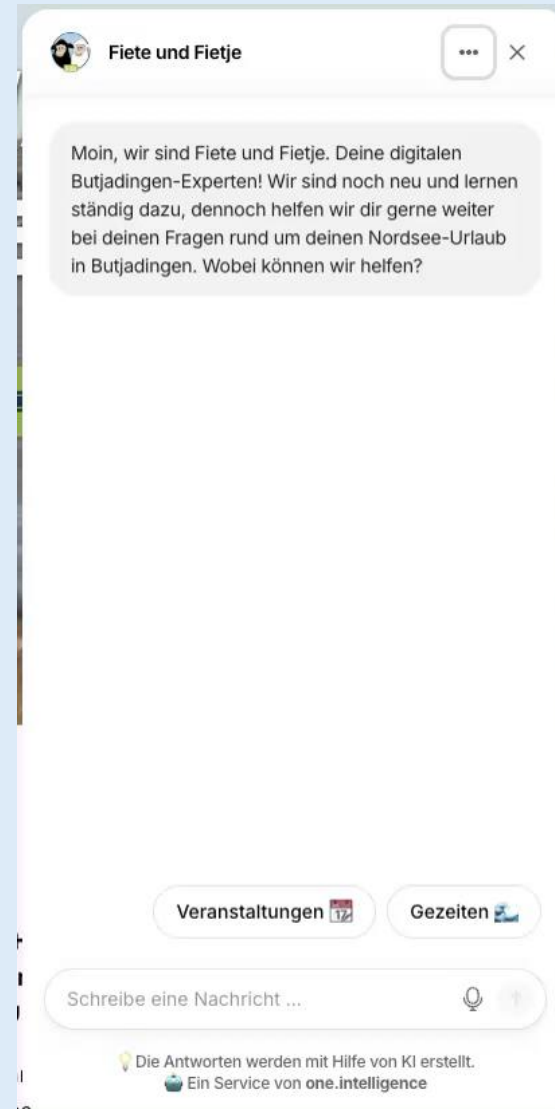 Fiete und Fietje
Moin, wir sind Fiete und Fietje. Deine digitalen
Butjadingen-Experten! Wir sind noch neu und lernen
ständig dazu, dennoch helfen wir dir gerne weiter
bei deinen Fragen rund um deinen Nordsee-Urlaub
in Butjadingen. Wobei können wir helfen?
Veranstaltungen 📆 Gezeiten 🌊
Schreibe eine Nachricht ...
💡 Die Antworten werden mit Hilfe von KI erstellt.
🤖 Ein Service von one.intelligence